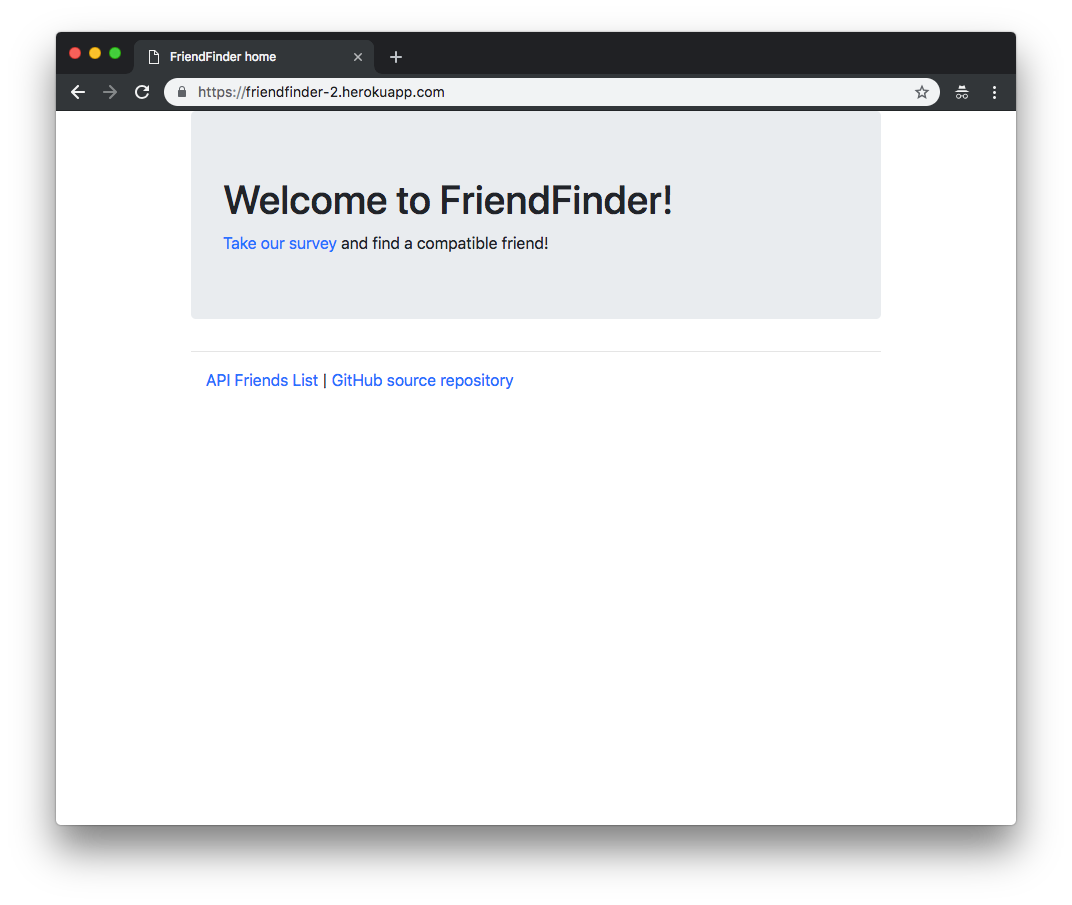 FriendFinder home
https://friendfinder-2.herokuapp.com
Welcome to FriendFinder!
Take our survey and find a compatible friend!
API Friends List | GitHub source repository